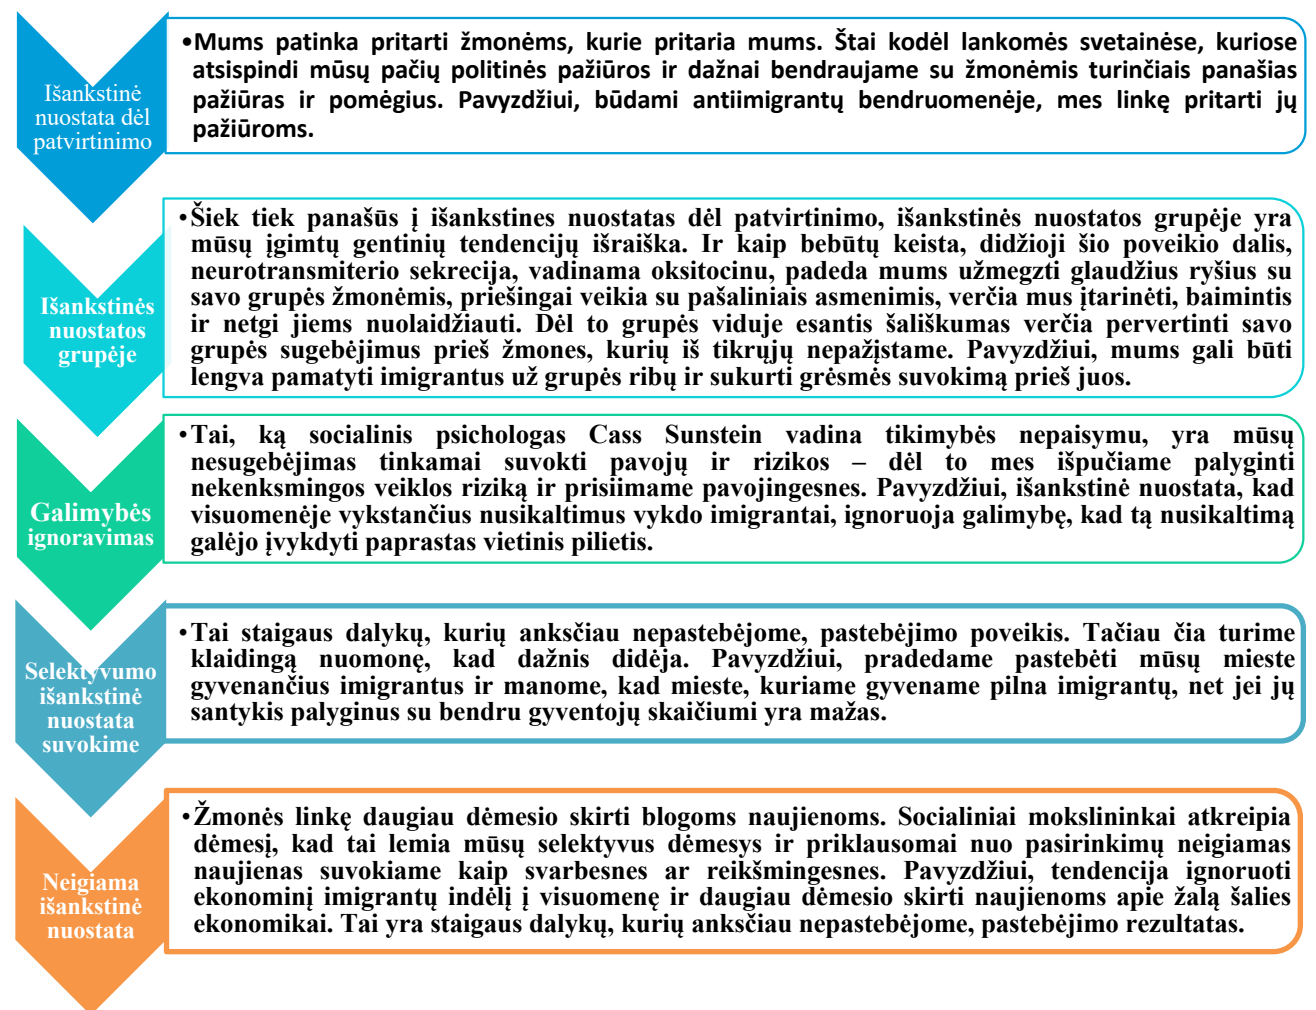 Išankstinė
nuostata dėl
patvirtinimo
•Mums patinka pritarti žmonėms, kurie pritaria mums. Štai kodėl lankomės svetainėse, kuriose
atsispindi mūsų pačių politinės pažiūros ir dažnai bendraujame su žmonėmis turinčiais panašias
pažiūras ir pomėgius. Pavyzdžiui, būdami antiimigrantų bendruomenėje, mes linkę pritarti jų
pažiūroms.
Išankstinės
nuostatos
grupėje
•Šiek tiek panašūs į išankstines nuostatas dėl patvirtinimo, išankstinės nuostatos grupėje yra
mūsų įgimtų gentinių tendencijų išraiška. Ir kaip bebūtų keista, didžioji šio poveikio dalis,
neurotransmiterio sekrecija, vadinama oksitocinu, padeda mums užmegzti glaudžius ryšius su
savo grupės žmonėmis, priešingai veikia su pašaliniais asmenimis, verčia mus įtarinėti, baimintis
ir netgi jiems nuolaidžiauti. Dėl to grupės viduje esantis šališkumas verčia pervertinti savo
grupės sugebėjimus prieš žmones, kurių iš tikrųjų nepažįstame. Pavyzdžiui, mums gali būti
lengva pamatyti imigrantus už grupės ribų ir sukurti grėsmės suvokimą prieš juos.
Galimybės
ignoravimas
•Tai, ką socialinis psichologas Cass Sunstein vadina tikimybės nepaisymu, yra mūsų
nesugebėjimas tinkamai suvokti pavojų ir rizikos – dėl to mes išpučiame palyginti
nekenksmingos veiklos riziką ir prisiimame pavojingesnes. Pavyzdžiui, išankstinė nuostata, kad
visuomenėje vykstančius nusikaltimus vykdo imigrantai, ignoruoja galimybę, kad tą nusikaltimą
galėjo įvykdyti paprastas vietinis pilietis.
Selektyvumo
išankstinė
nuostata
suvokime
•Tai staigaus dalykų, kurių anksčiau nepastebėjome, pastebėjimo poveikis. Tačiau čia turime
klaidingą nuomonę, kad dažnis didėja. Pavyzdžiui, pradedame pastebėti mūsų mieste
gyvenančius imigrantus ir manome, kad mieste, kuriame gyvename pilna imigrantų, net jei jų
santykis palyginus su bendru gyventojų skaičiumi yra mažas.
Neigiama
išankstinė
nuostata
•Žmonės linkę daugiau dėmesio skirti blogoms naujienoms. Socialiniai mokslininkai atkreipia
dėmesį, kad tai lemia mūsų selektyvus dėmesys ir priklausomai nuo pasirinkimų neigiamas
naujienas suvokiame kaip svarbesnes ar reikšmingesnes. Pavyzdžiui, tendencija ignoruoti
ekonominį imigrantų indėlį į visuomenę ir daugiau dėmesio skirti naujienoms apie žalą šalies
ekonomikai. Tai yra staigaus dalykų, kurių anksčiau nepastebėjome, pastebėjimo rezultatas.